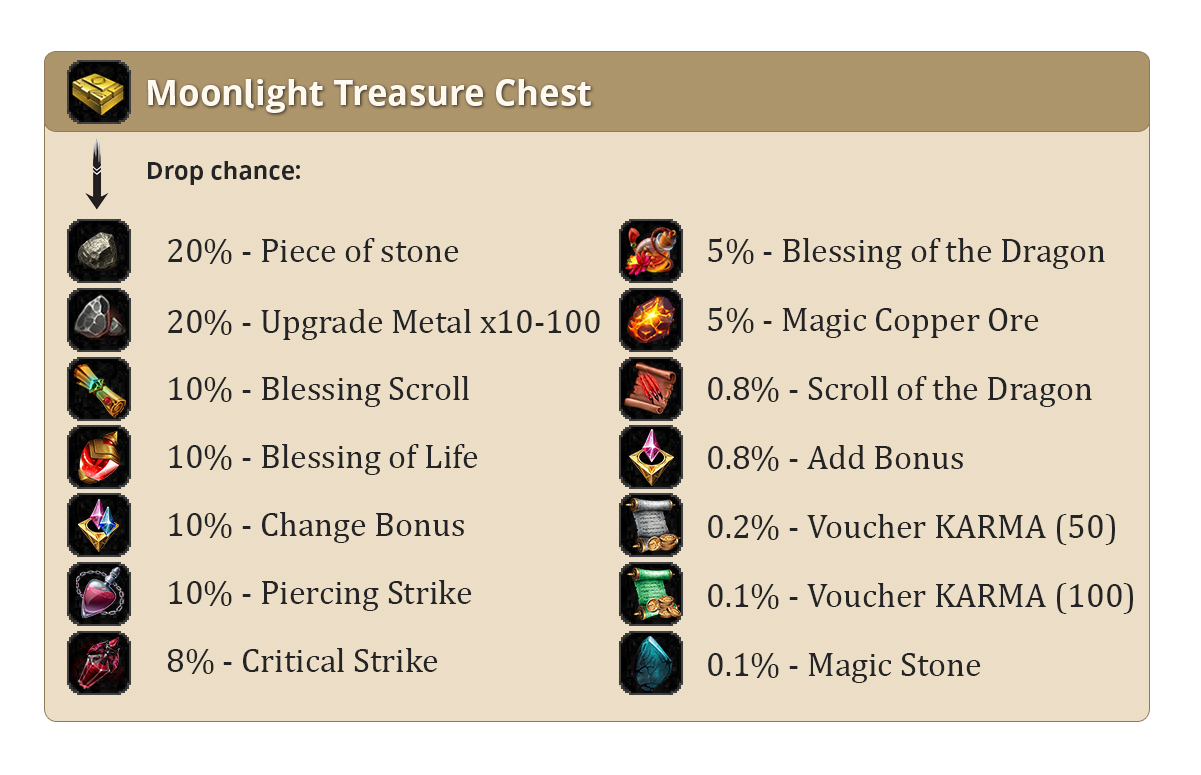 Moonlight Treasure Chest
Drop chance:
20% - Piece of stone
20% - Upgrade Metal x10-100
10% - Blessing Scroll
10% - Blessing of Life
10% - Change Bonus
10% - Piercing Strike
8% - Critical Strike
5% - Blessing of the Dragon
5% - Magic Copper Ore
0.8% - Scroll of the Dragon
0.8% - Add Bonus
0.2% - Voucher KARMA (50)
0.1% - Voucher KARMA (100)
0.1% - Magic Stone